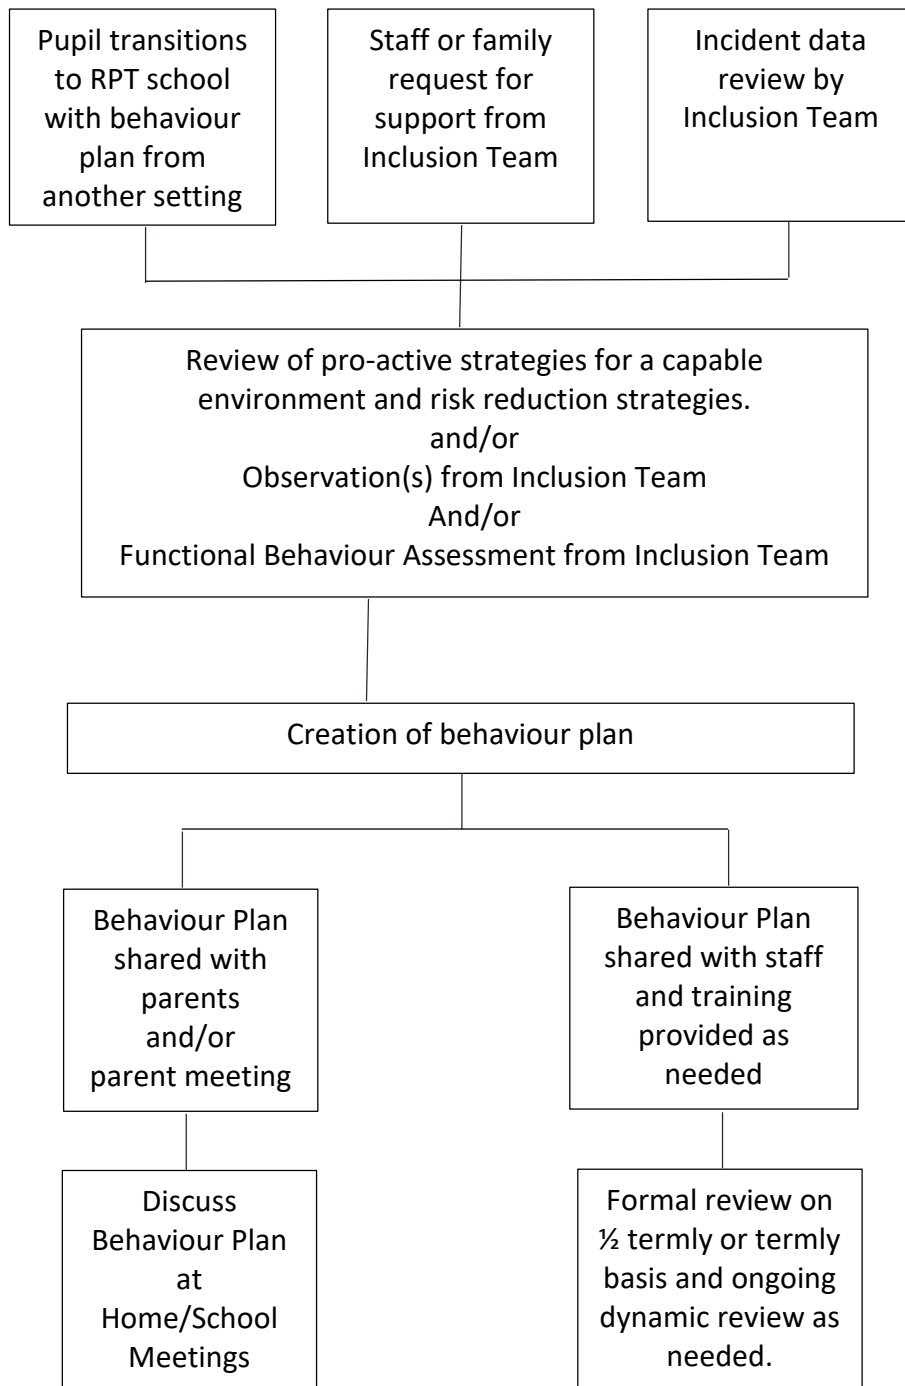 Pupil transitions
to RPT school
with behaviour
plan from
another setting
Staff or family
request for
support from
Inclusion Team
Incident data
review by
Inclusion Team
Review of pro-active strategies for a capable
environment and risk reduction strategies.
and/or
Observation(s) from Inclusion Team
And/or
Functional Behaviour Assessment from Inclusion Team
Creation of behaviour plan
Behaviour Plan
shared with
parents
and/or
parent meeting
Behaviour Plan
shared with staff
and training
provided as
needed
Discuss
Behaviour Plan
at
Home/School
Meetings
Formal review on
½ termly or termly
basis and ongoing
dynamic review as
needed.